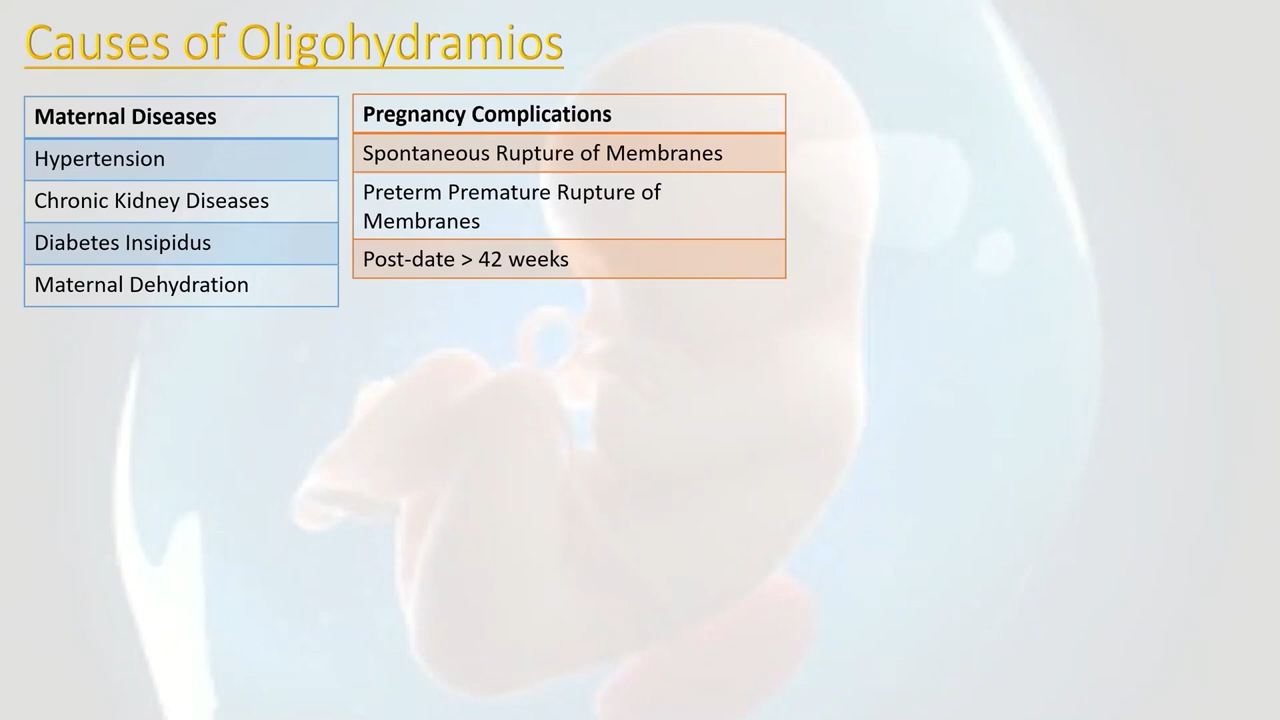 Causes of Oligohydramios
Maternal Diseases
Hypertension
Chronic Kidney Diseases
Diabetes Insipidus
Maternal Dehydration
Pregnancy Complications
Spontaneous Rupture of Membranes
Preterm Premature Rupture of
Membranes
Post-date > 42 weeks